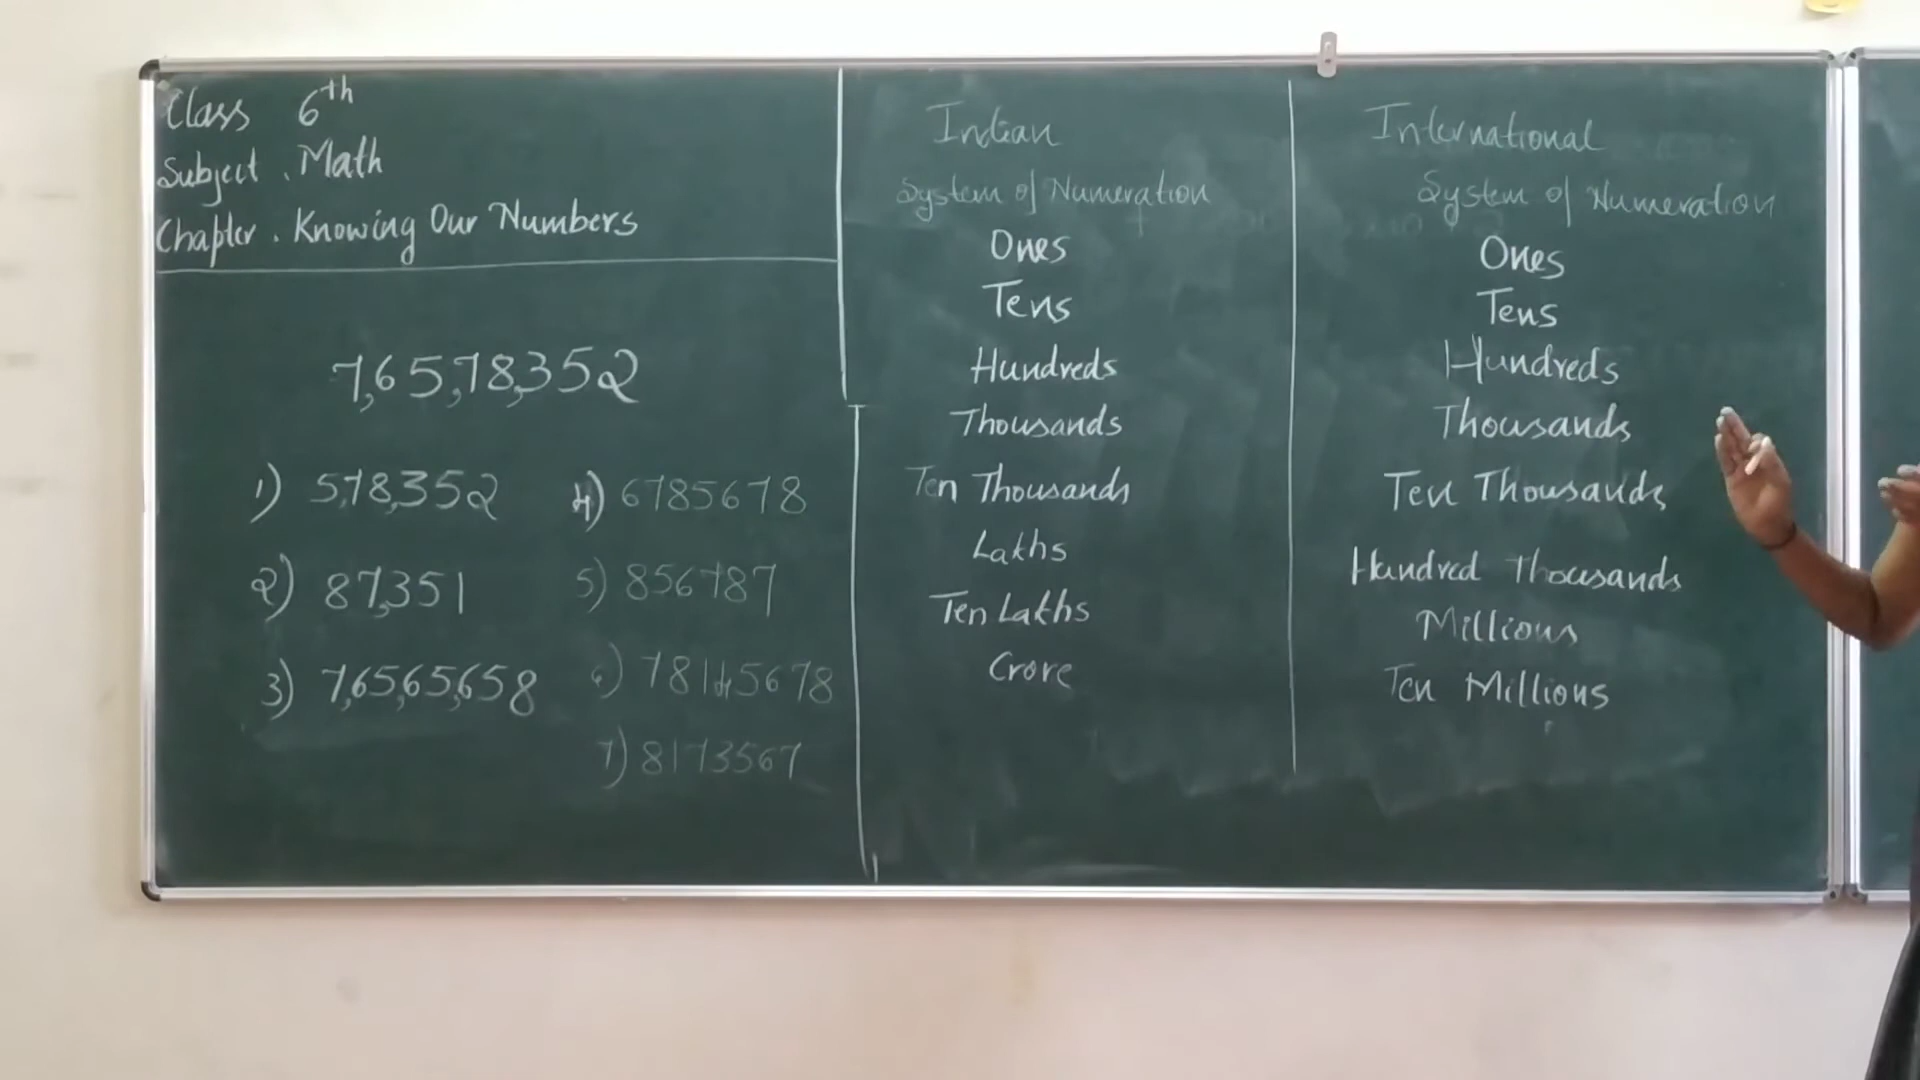 Class 6th
Subject . Math
Chapter . Knowing Our Numbers
7,65,78,352
1) 5,78,352
2) 87,351
3) 7,65,65,658
4) 6785678
5) 856787
6) 78145678
7) 8173567
Indian
System of Numeration
Ones
Tens
Hundreds
Thousands
Ten Thousands
Lakhs
Ten Lakhs
Crore
International
System of Numeration
Ones
Tens
Hundreds
Thousands
Ten Thousands
Hundred Thousands
Millions
Ten Millions